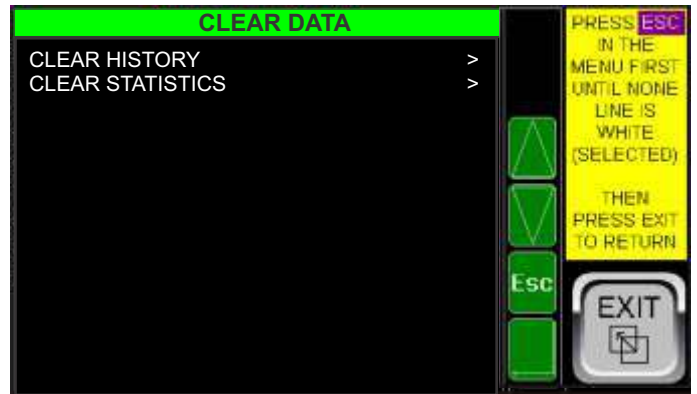 CLEAR DATA
CLEAR HISTORY >
CLEAR STATISTICS >
PRESS ESC
IN THE
MENU FIRST
UNTIL NONE
LINE IS
WHITE
(SELECTED)
THEN
PRESS EXIT
TO RETURN
Esc
EXIT